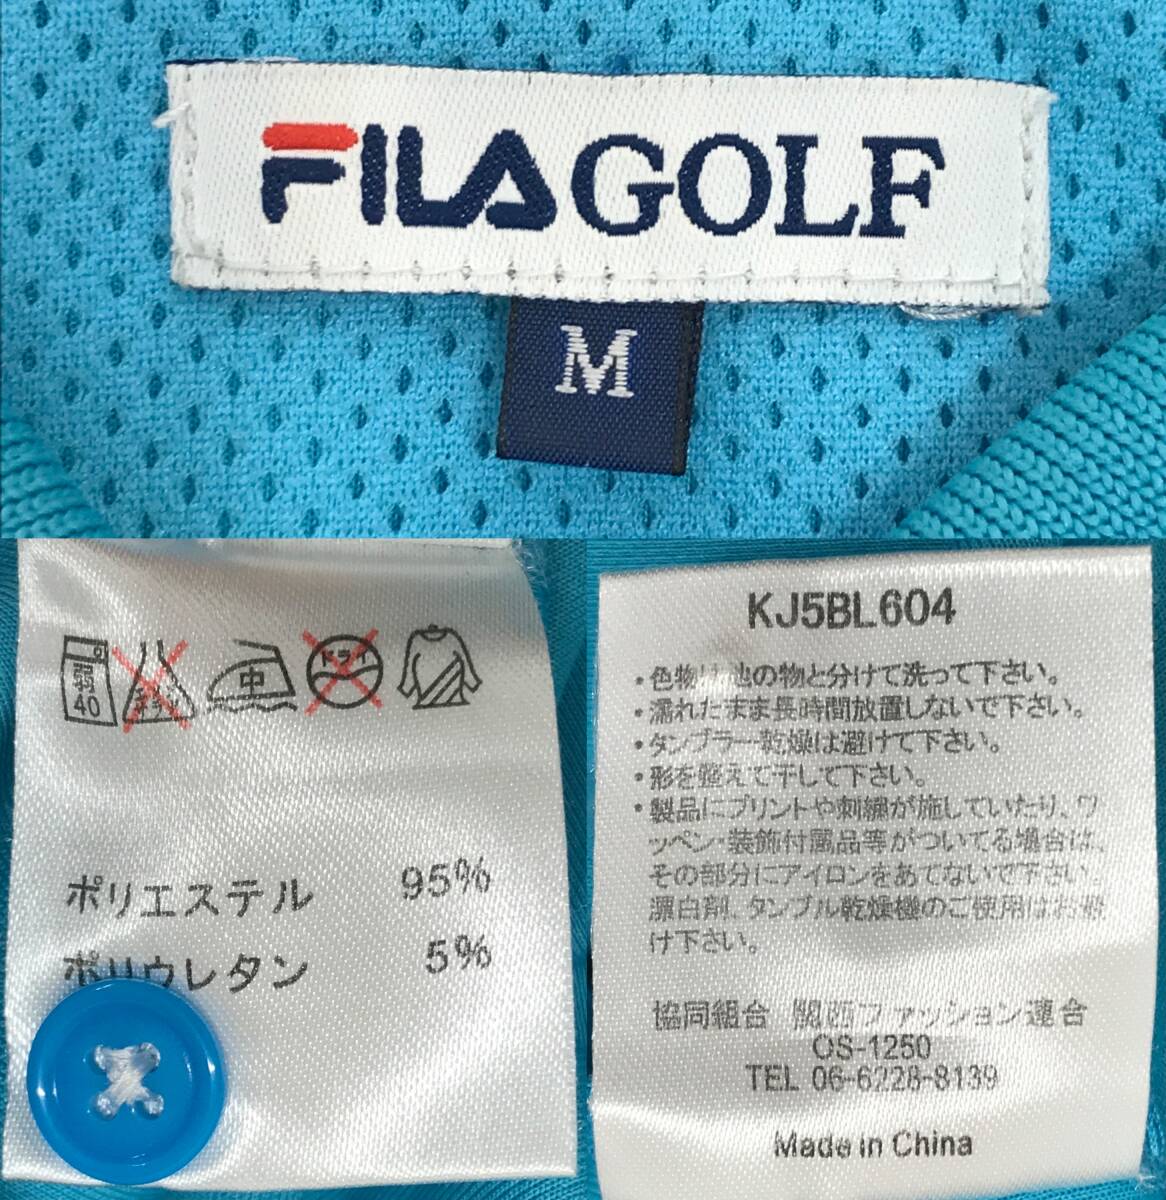 FILA GOLF
M
40
中
ドライ
ポリエステル 95%
ポリウレタン 5%
KJ5BL604
・色物は他の物と分けて洗って下さい。
・濡れたまま長時間放置しないで下さい。
・タンブラー乾燥は避けて下さい。
・形を整えて干して下さい。
・製品にプリントや刺繍が施していたり、ワ
ッペン・装飾付属品等がついてる場合は、
その部分にアイロンをあてないで下さい。
漂白剤、タンブル乾燥機のご使用はお避
け下さい。
協同組合 関西ファッション連合
OS-1250
TEL 06-6228-8139
Made in China